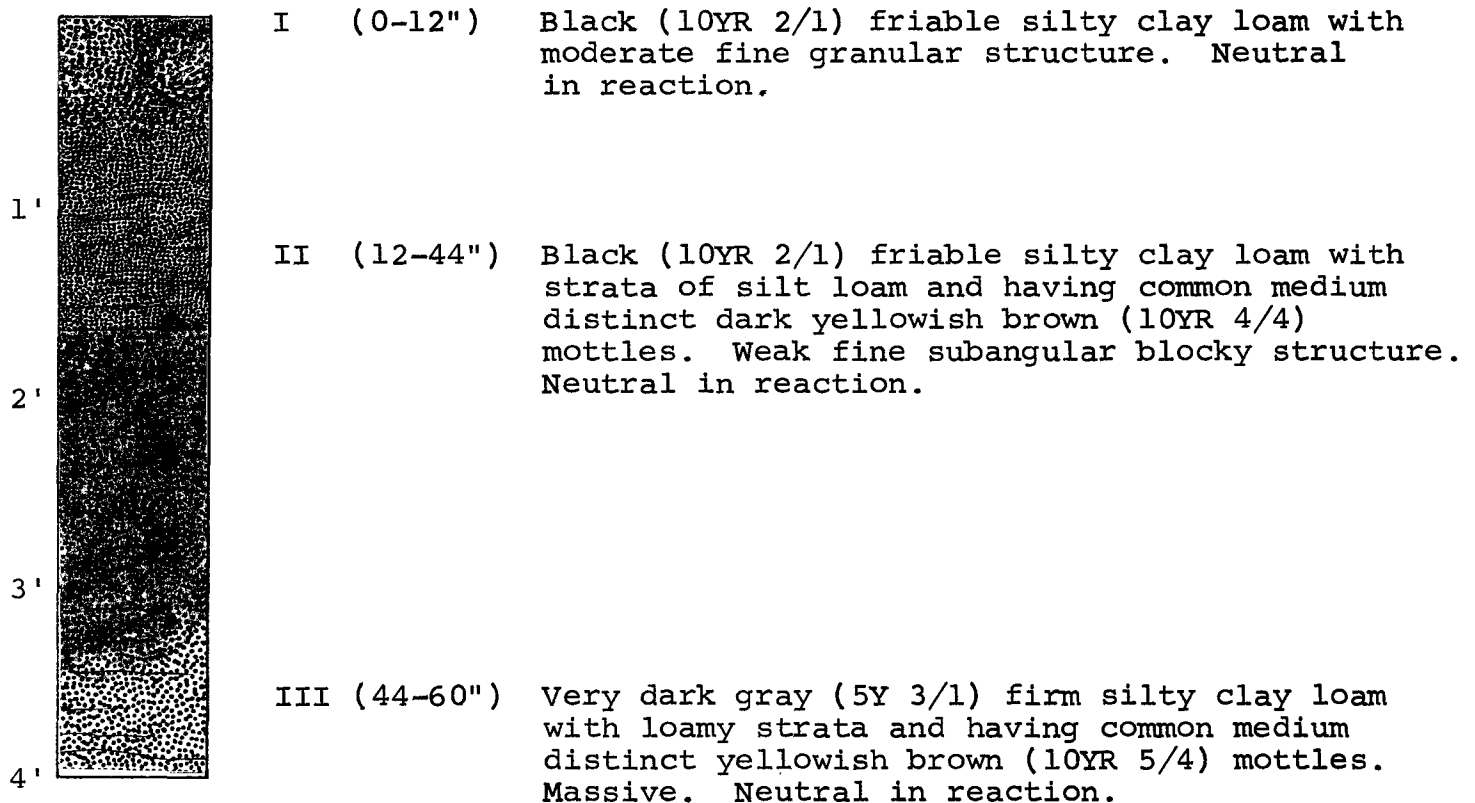 I (0-12") Black (10YR 2/1) friable silty clay loam with
moderate fine granular structure. Neutral
in reaction.
1'
II (12-44") Black (10YR 2/1) friable silty clay loam with
strata of silt loam and having common medium
distinct dark yellowish brown (10YR 4/4)
mottles. Weak fine subangular blocky structure.
Neutral in reaction.
2'
3'
III (44-60") Very dark gray (5Y 3/1) firm silty clay loam
with loamy strata and having common medium
distinct yellowish brown (10YR 5/4) mottles.
Massive. Neutral in reaction.
4'